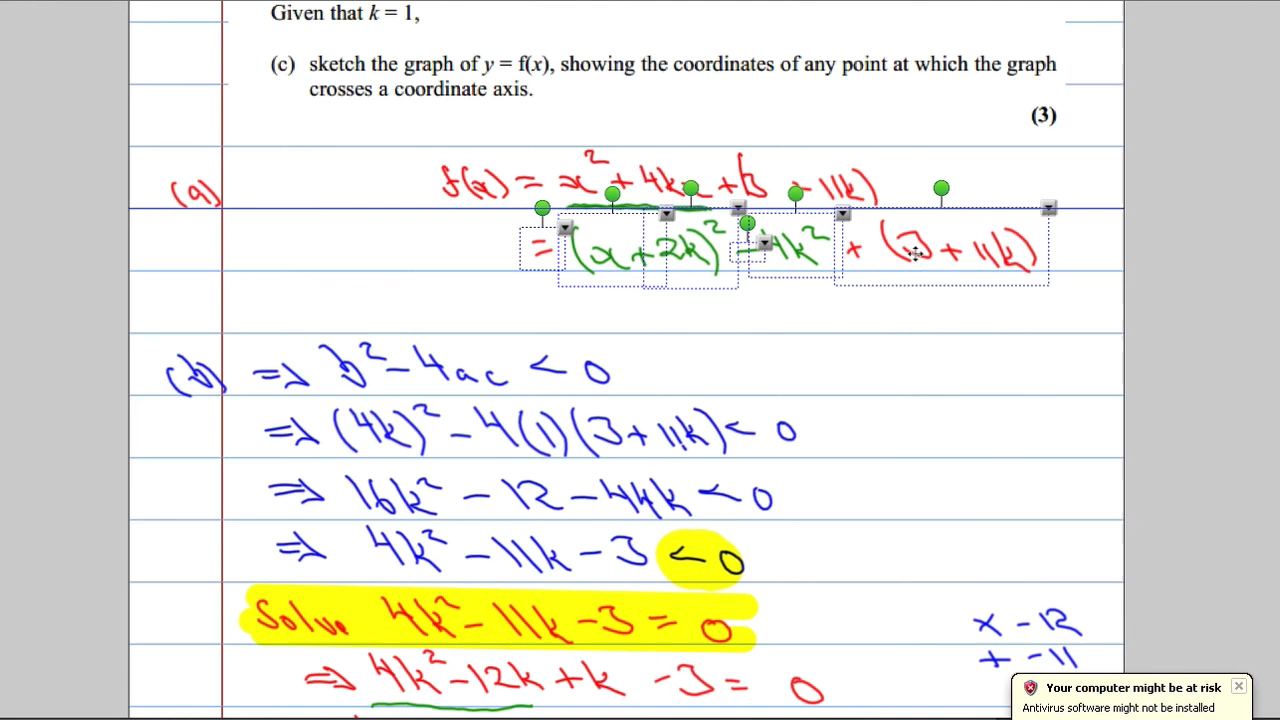 Given that k = 1,
(c) sketch the graph of y = f(x), showing the coordinates of any point at which the graph
crosses a coordinate axis.
(3)
(a) f(x) = x² + 4kx + (3 + 11k)
= (x + 2k)² − 4k² + (3 + 11k)
(b) ⇒ b² − 4ac < 0
⇒ (4k)² − 4(1)(3 + 11k) < 0
⇒ 16k² − 12 − 44k < 0
⇒ 4k² − 11k − 3 < 0
Solve 4k² − 11k − 3 = 0
x −12
+ −11
⇒ 4k² − 12k + k − 3 = 0
Your computer might be at risk
Antivirus software might not be installed